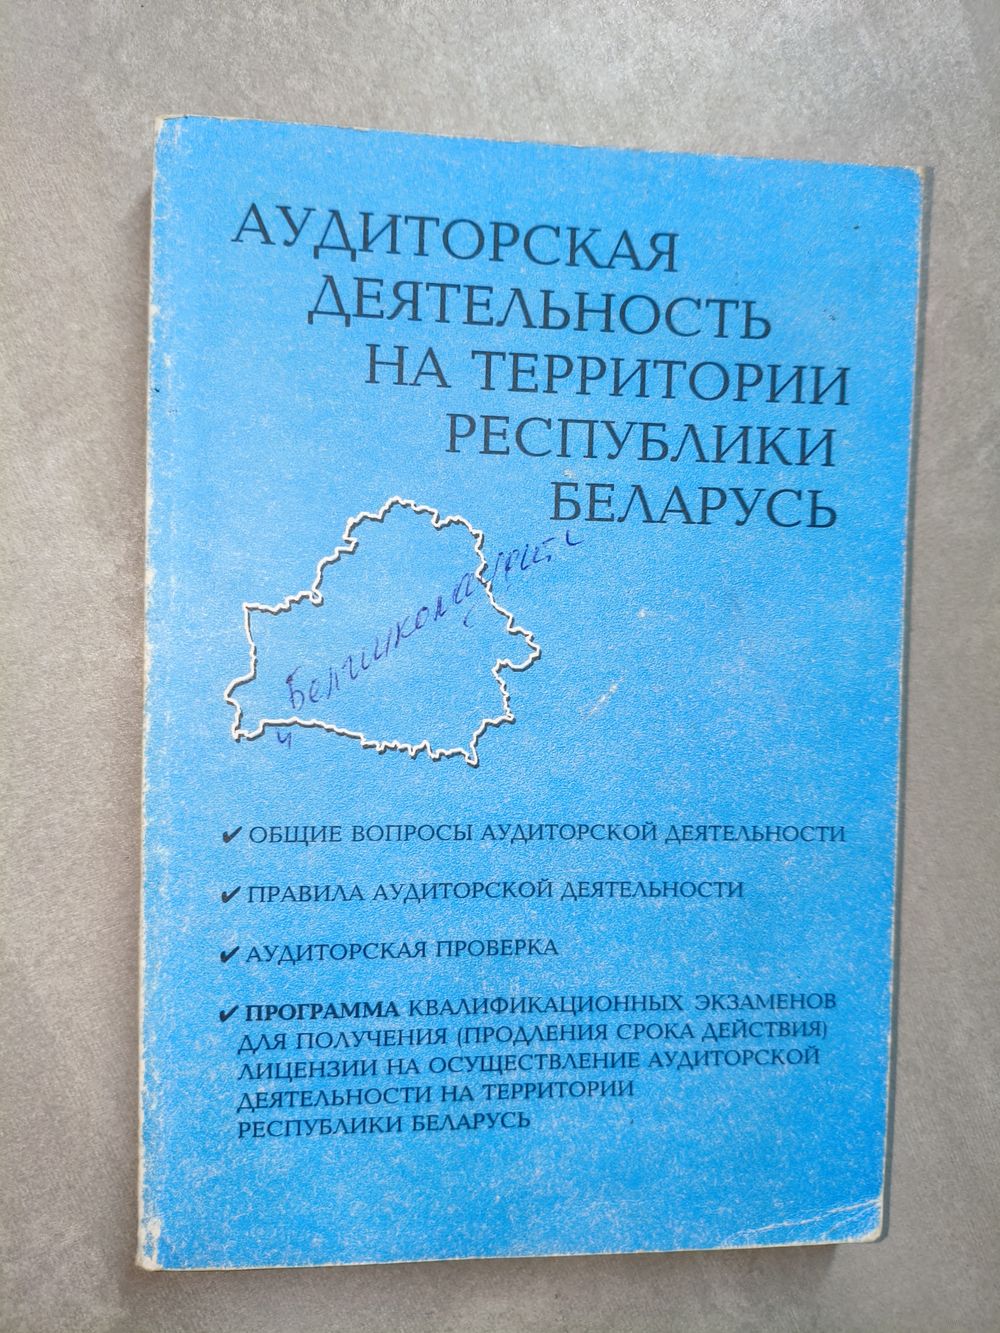 АУДИТОРСКАЯ
ДЕЯТЕЛЬНОСТЬ
НА ТЕРРИТОРИИ
РЕСПУБЛИКИ
БЕЛАРУСЬ
✔ ОБЩИЕ ВОПРОСЫ АУДИТОРСКОЙ ДЕЯТЕЛЬНОСТИ
✔ ПРАВИЛА АУДИТОРСКОЙ ДЕЯТЕЛЬНОСТИ
✔ АУДИТОРСКАЯ ПРОВЕРКА
✔ ПРОГРАММА КВАЛИФИКАЦИОННЫХ ЭКЗАМЕНОВ
ДЛЯ ПОЛУЧЕНИЯ (ПРОДЛЕНИЯ СРОКА ДЕЙСТВИЯ)
ЛИЦЕНЗИИ НА ОСУЩЕСТВЛЕНИЕ АУДИТОРСКОЙ
ДЕЯТЕЛЬНОСТИ НА ТЕРРИТОРИИ
РЕСПУБЛИКИ БЕЛАРУСЬ